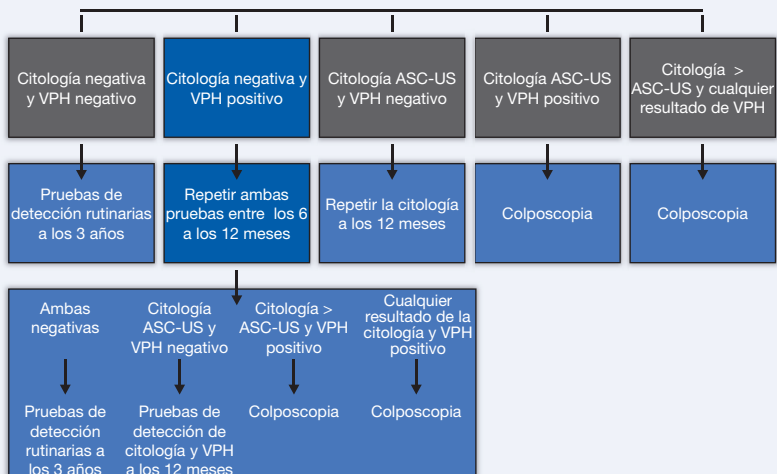 Citología negativa
y VPH negativo
Citología negativa y
VPH positivo
Citología ASC-US
y VPH negativo
Citología ASC-US
y VPH positivo
Citología >
ASC-US y cualquier
resultado de VPH
Pruebas de
detección rutinarias
a los 3 años
Repetir ambas
pruebas entre los 6
a los 12 meses
Repetir la citología
a los 12 meses
Colposcopia
Colposcopia
Ambas
negativas
Citología
ASC-US y
VPH negativo
Citología >
ASC-US y VPH
positivo
Cualquier
resultado de la
citología y VPH
positivo
Pruebas de
detección
rutinarias a
los 3 años
Pruebas de
detección de
citología y VPH
a los 12 meses
Colposcopia
Colposcopia